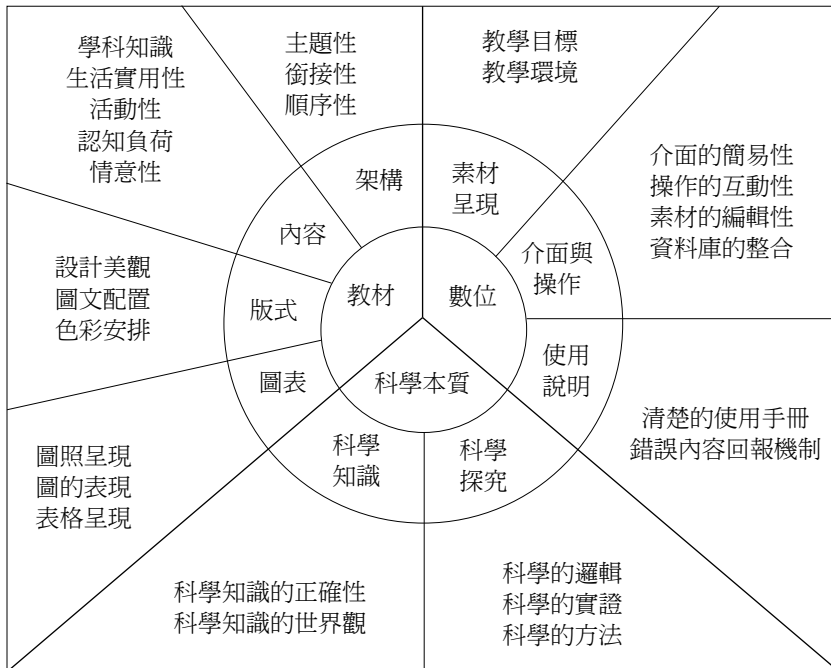 學科知識
生活實用性
活動性
認知負荷
情意性
主題性
銜接性
順序性
教學目標
教學環境
介面的簡易性
操作的互動性
素材的編輯性
資料庫的整合
架構
素材
呈現
內容
介面與
操作
設計美觀
圖文配置
色彩安排
版式
教材
數位
圖表
科學本質
使用
說明
清楚的使用手冊
錯誤內容回報機制
圖照呈現
圖的表現
表格呈現
科學
知識
科學
探究
科學知識的正確性
科學知識的世界觀
科學的邏輯
科學的實證
科學的方法